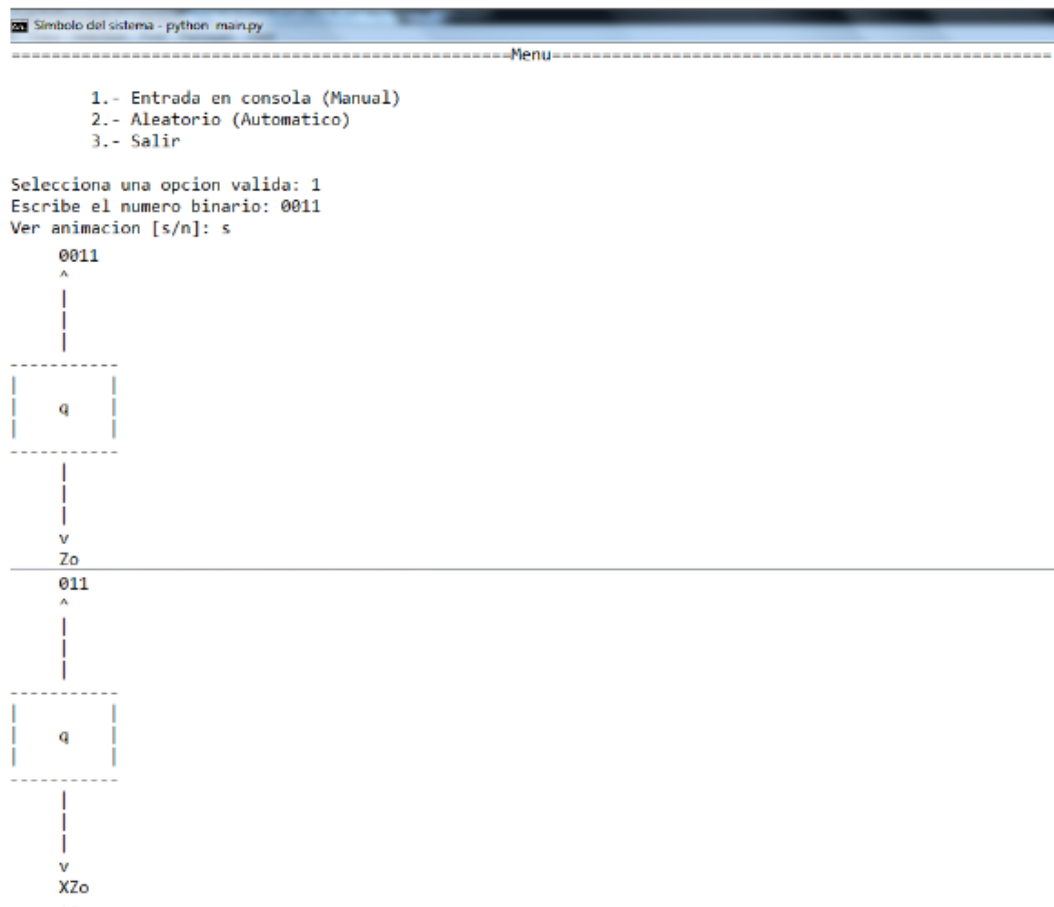 Símbolo del sistema - python main.py
==================================================Menu==================================================
1.- Entrada en consola (Manual)
2.- Aleatorio (Automatico)
3.- Salir
Selecciona una opcion valida: 1
Escribe el numero binario: 0011
Ver animacion [s/n]: s
0011
^
|
|
|
-----------
|         |
|    q    |
|         |
-----------
|
|
|
v
Zo
011
^
|
|
|
-----------
|         |
|    q    |
|         |
-----------
|
|
|
v
XZo